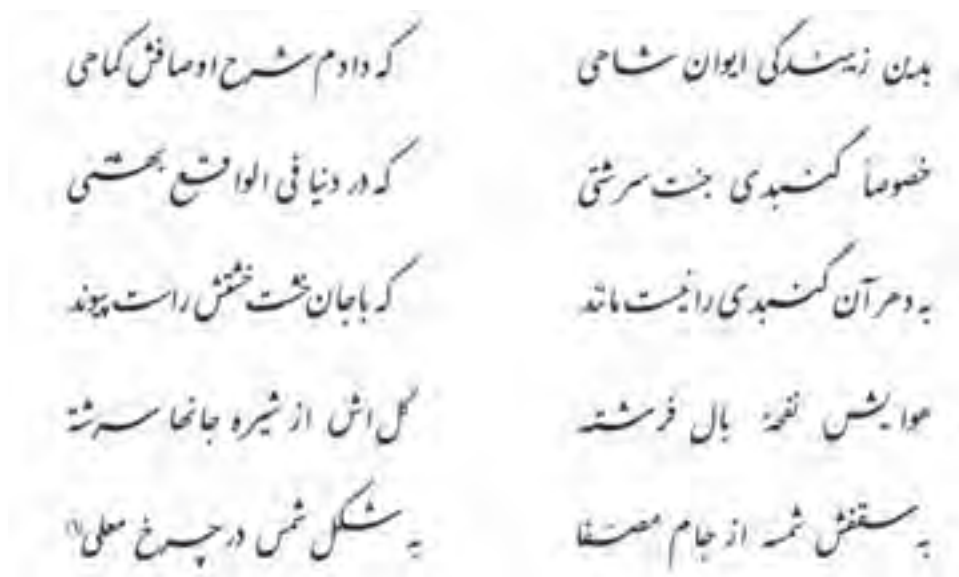 بدین زیبندگی ایوان شاهی که دادم شرح اوصافش کماهی
خصوصاً گنبدی جنت سرشتی که در دنیا فی الواقع بهشتی
به دهر آن گنبدی را نیست مانند که با جان خشت خشتش راست پیوند
هوایش نفحهٔ بال فرشته گل اش از شیره جانها سرشته
به سقفش شمسه از جام مصفا به شکل شمس در چرخ معلی(۱)